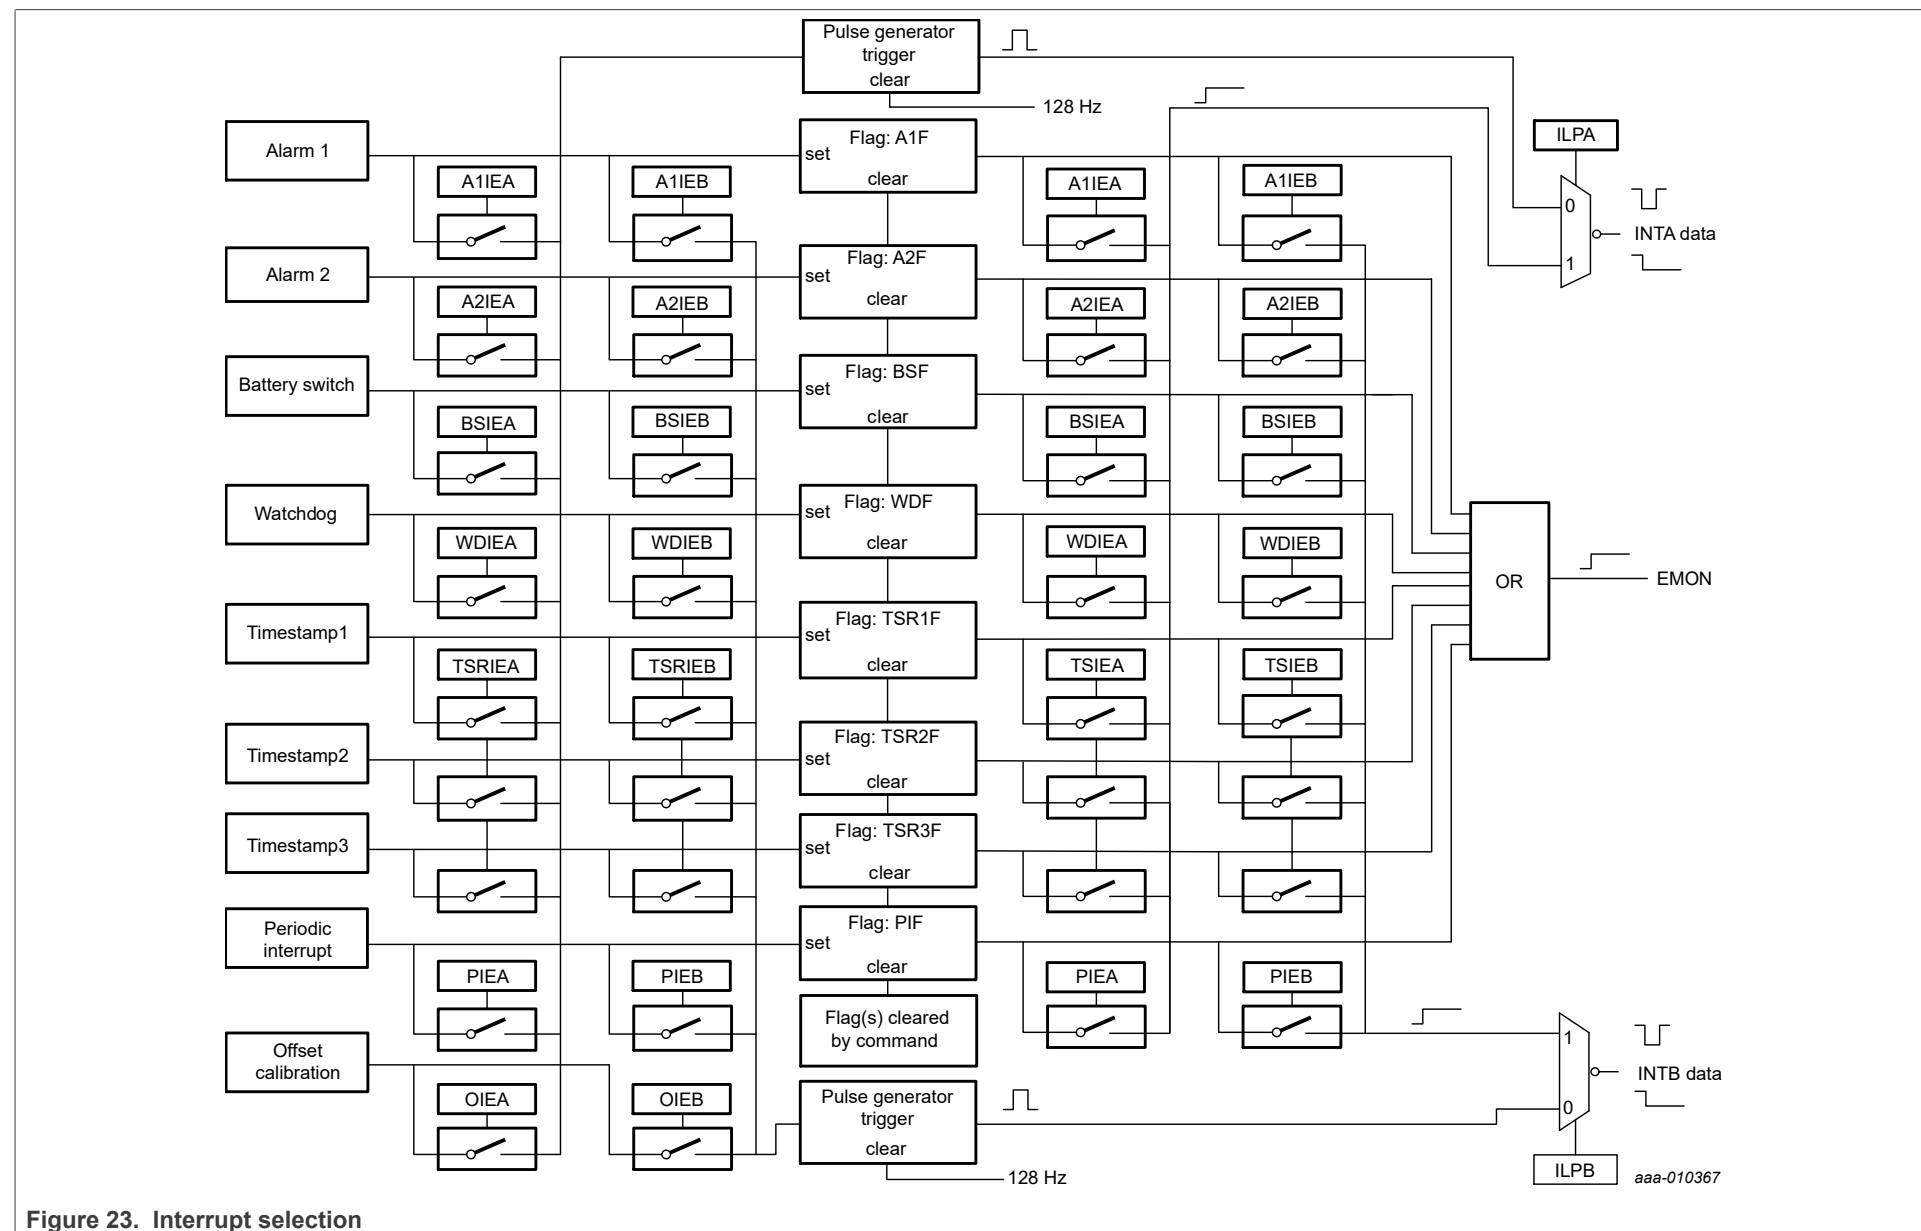 Pulse generator
trigger
clear
128 Hz
Alarm 1
A1IEA
A1IEB
Flag: A1F
set
clear
A1IEA
A1IEB
ILPA
0
1
INTA data
Alarm 2
A2IEA
A2IEB
Flag: A2F
set
clear
A2IEA
A2IEB
Battery switch
BSIEA
BSIEB
Flag: BSF
set
clear
BSIEA
BSIEB
Watchdog
WDIEA
WDIEB
Flag: WDF
set
clear
WDIEA
WDIEB
OR
EMON
Timestamp1
TSRIEA
TSRIEB
Flag: TSR1F
set
clear
TSIEA
TSIEB
Timestamp2
Flag: TSR2F
set
clear
Timestamp3
Flag: TSR3F
set
clear
Periodic
interrupt
PIEA
PIEB
Flag: PIF
set
clear
PIEA
PIEB
Flag(s) cleared
by command
Offset
calibration
OIEA
OIEB
Pulse generator
trigger
clear
128 Hz
1
0
INTB data
ILPB
aaa-010367
Figure 23. Interrupt selection